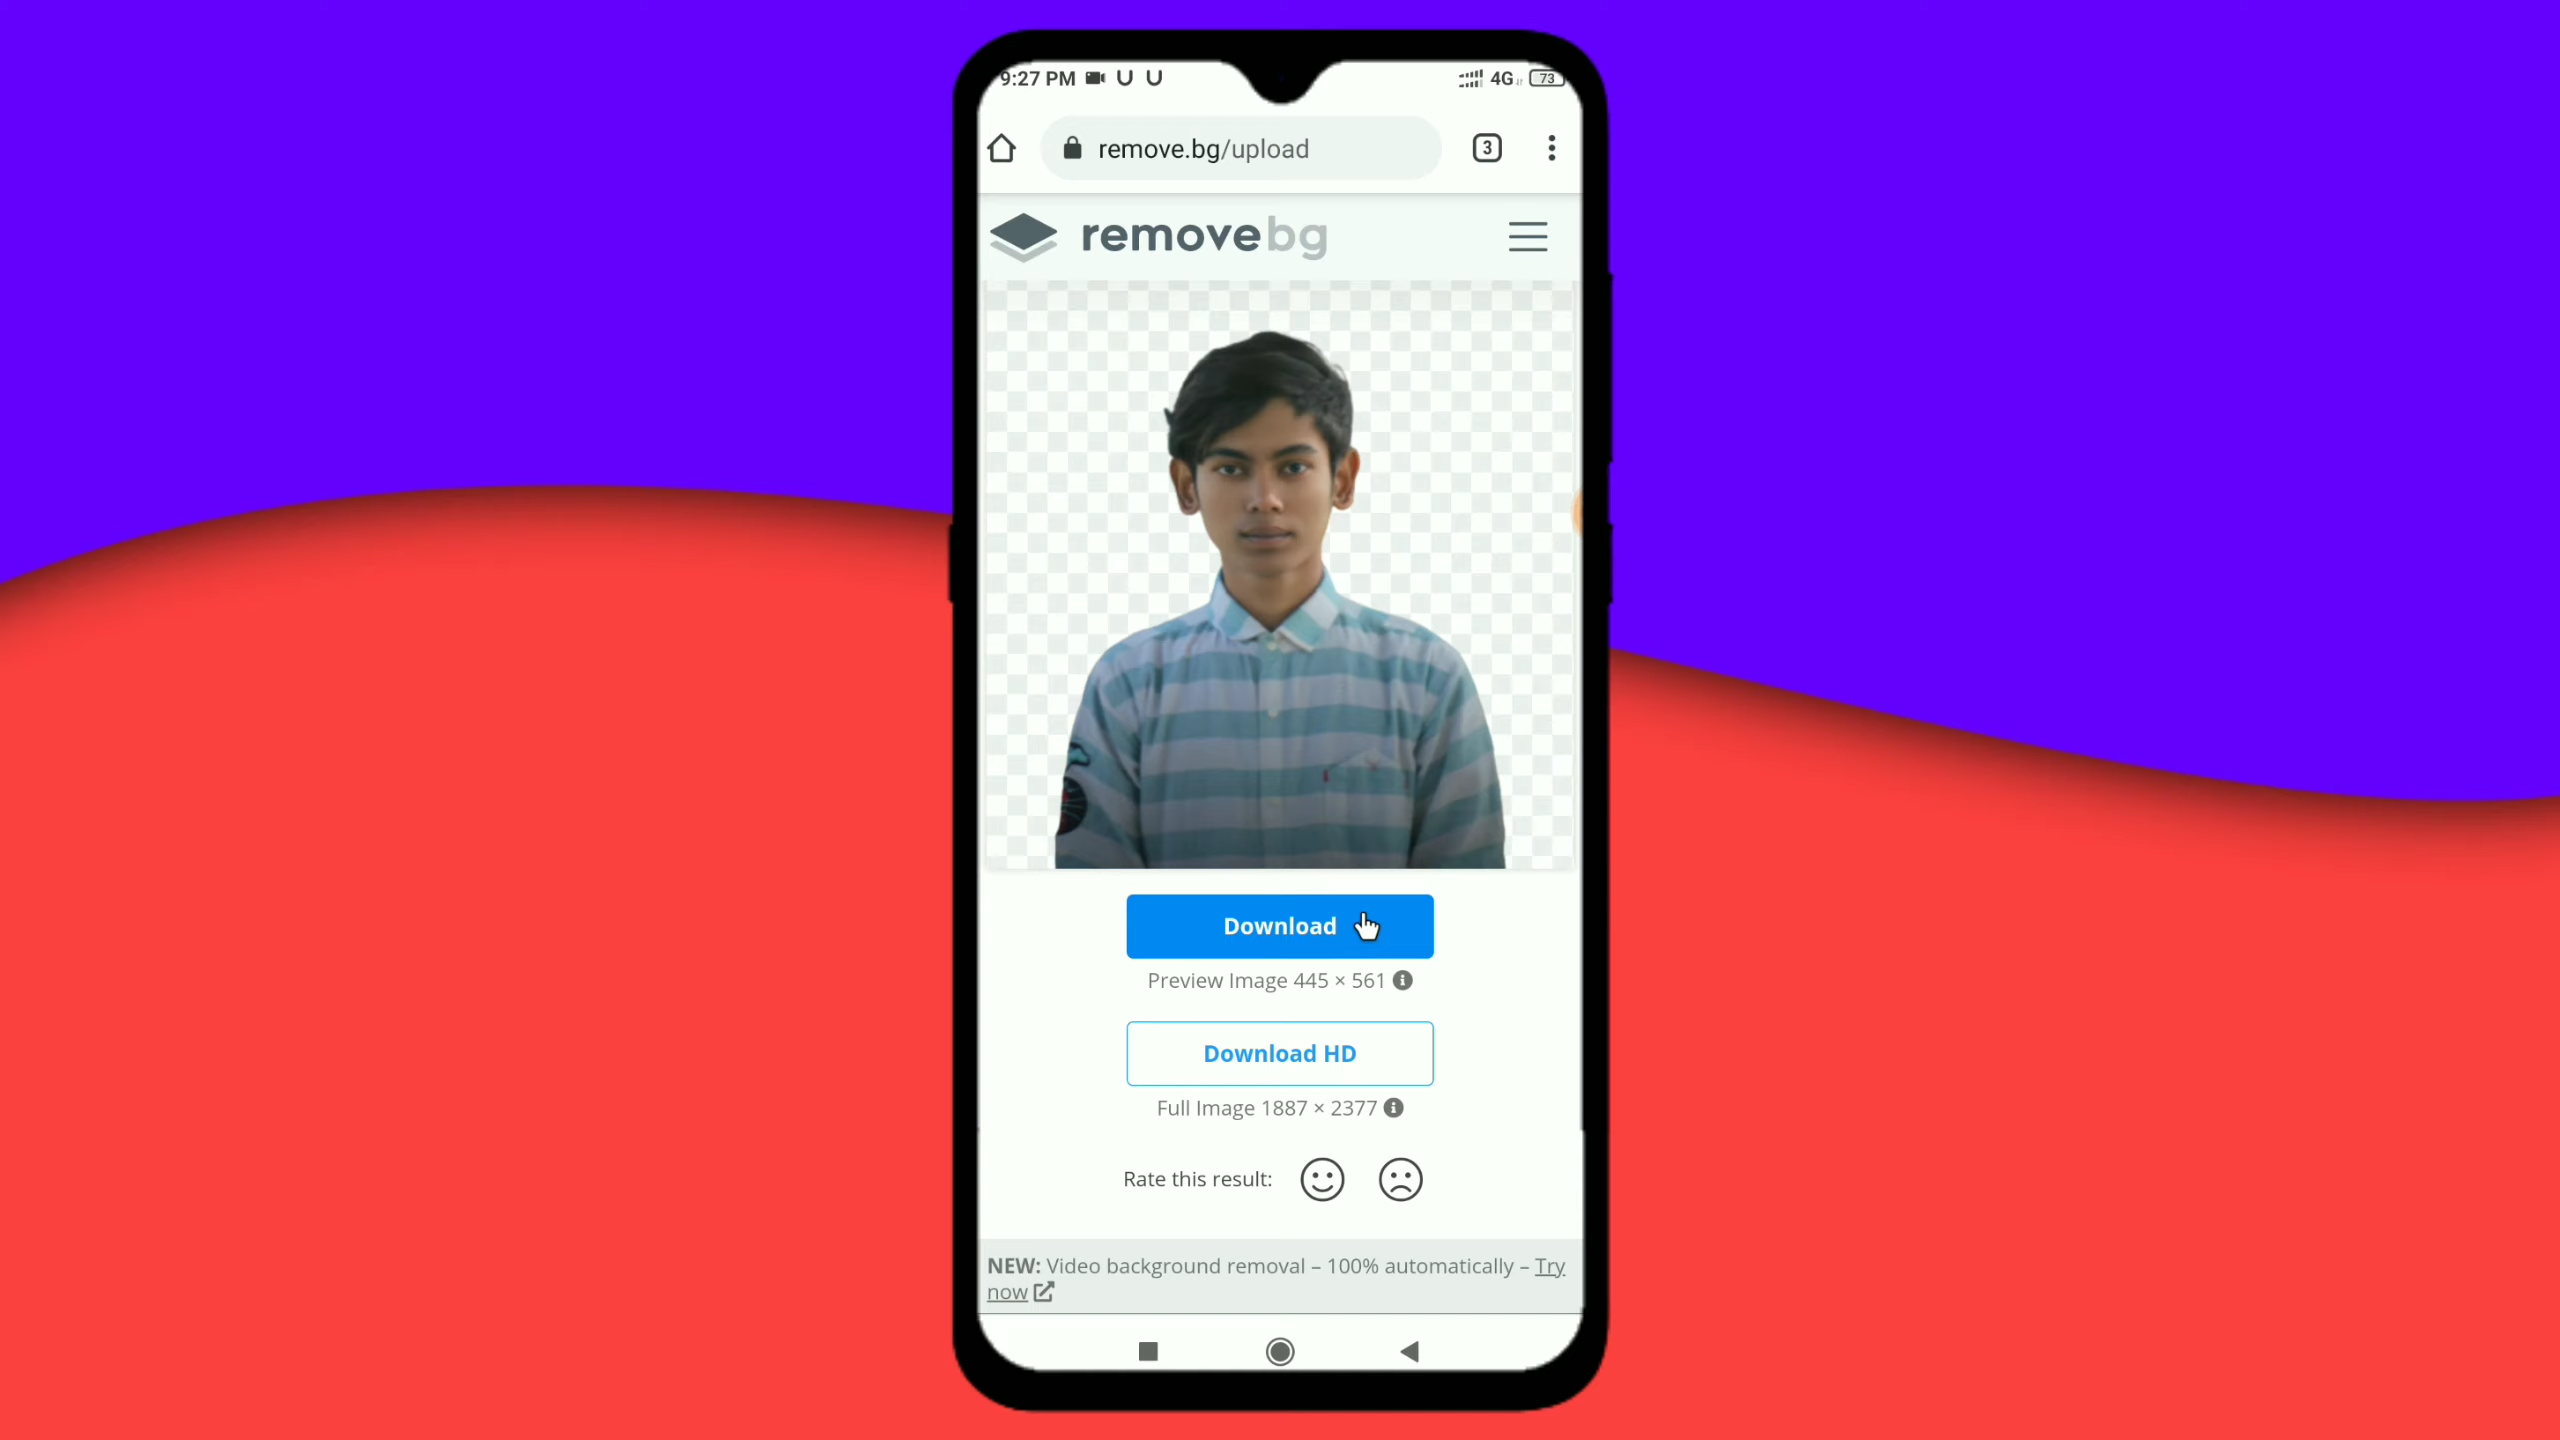 9:27 PM U U 4G 73
remove.bg/upload 3
removebg
Download
Preview Image 445 × 561
Download HD
Full Image 1887 × 2377
Rate this result:
NEW: Video background removal – 100% automatically – Try
now